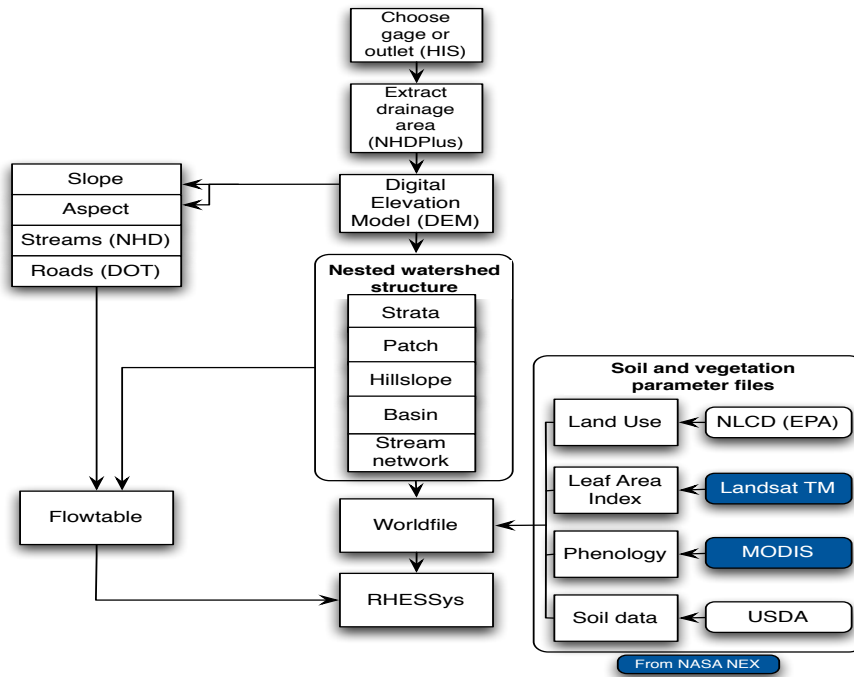 Choose
gage or
outlet (HIS)
Extract
drainage
area
(NHDPlus)
Slope
Aspect
Streams (NHD)
Roads (DOT)
Digital
Elevation
Model (DEM)
Nested watershed
structure
Strata
Patch
Hillslope
Basin
Stream
network
Soil and vegetation
parameter files
Land Use
NLCD (EPA)
Leaf Area
Index
Landsat TM
Phenology
MODIS
Soil data
USDA
Flowtable
Worldfile
RHESSys
From NASA NEX